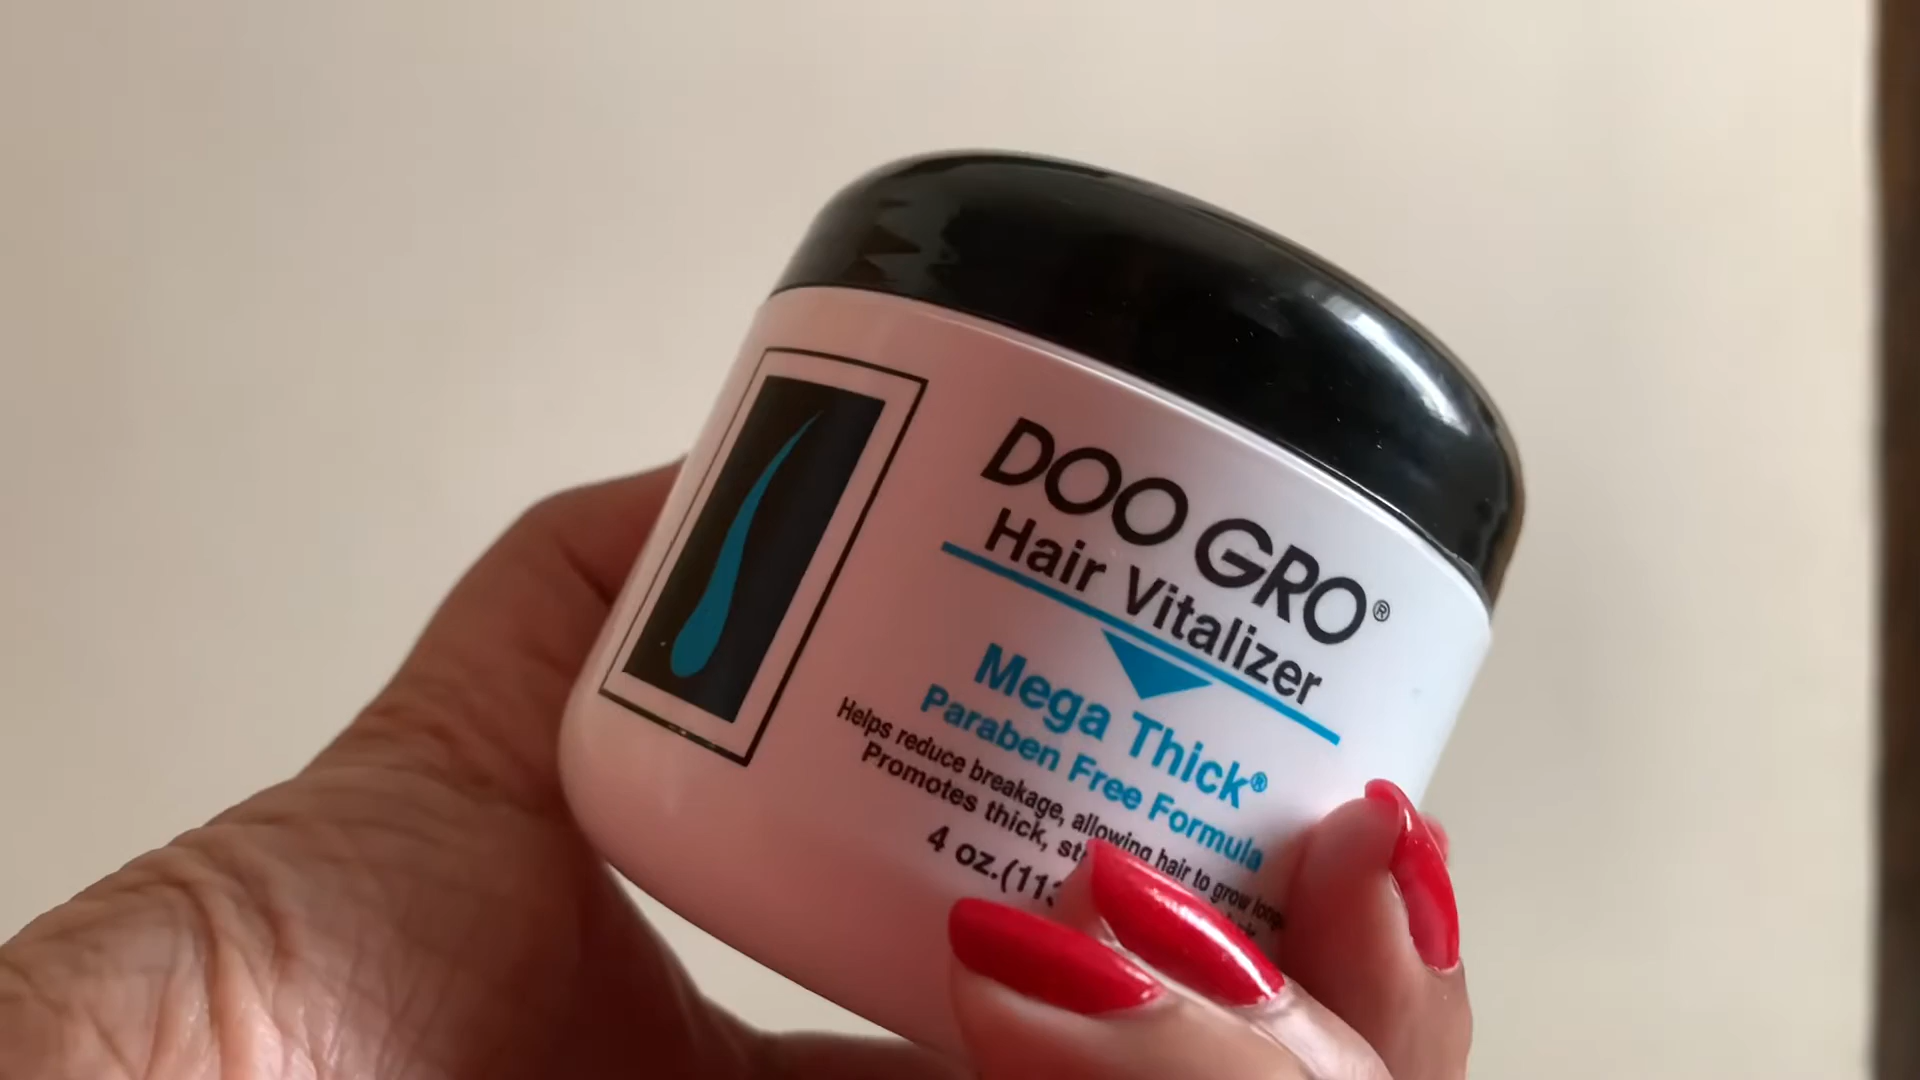 DOO GRO®
Hair Vitalizer
Mega Thick®
Paraben Free Formula
Helps reduce breakage, allowing hair to grow
Promotes thick,
4 oz.(113